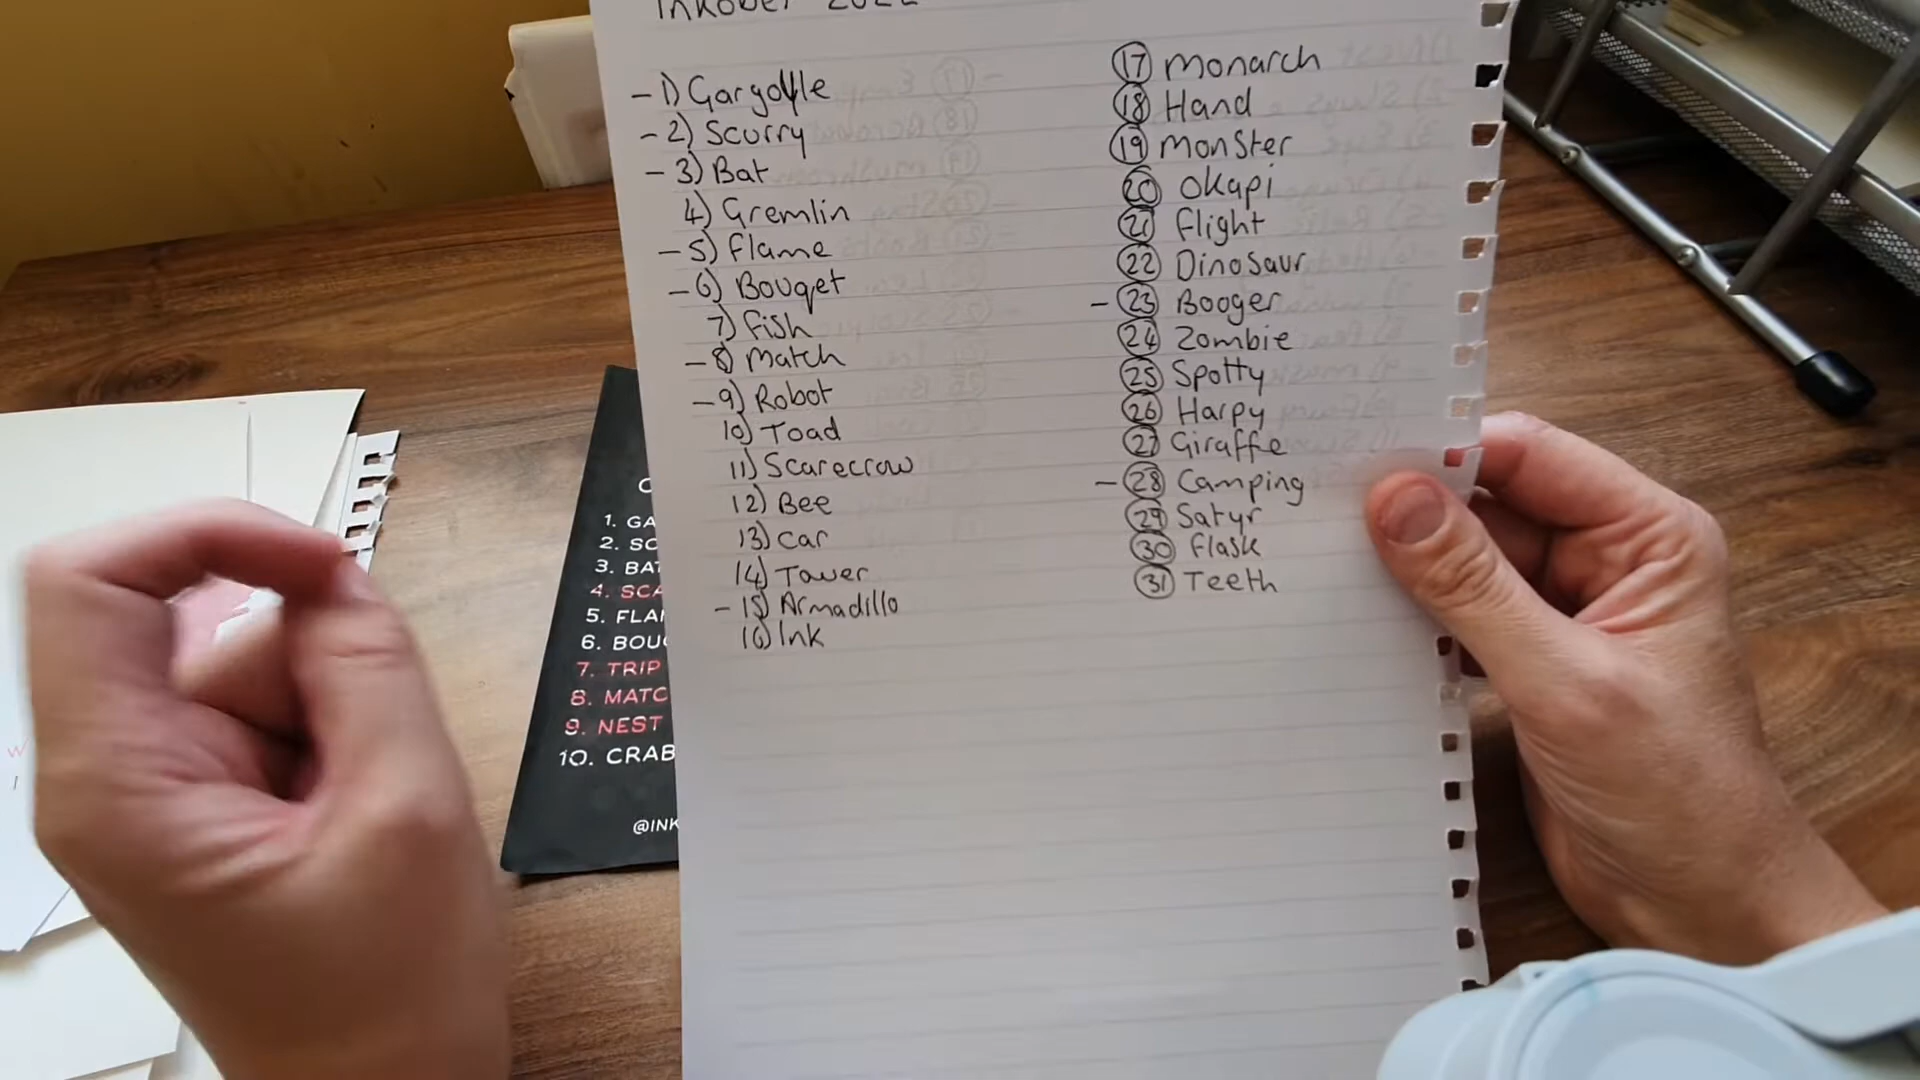 Inkober 2022
- 1) Gargoyle
- 2) Scurry
- 3) Bat
4) Gremlin
- 5) Flame
- 6) Bouqet
7) Fish
- 8) Match
- 9) Robot
10) Toad
11) Scarecrow
12) Bee
13) Car
14) Tower
- 15) Armadillo
16) Ink
17 Monarch
18 Hand
19 Monster
20 Okapi
21 Flight
22 Dinosaur
- 23 Booger
24 Zombie
25 Spotty
26 Harpy
27 Giraffe
- 28 Camping
29 Satyr
30 Flask
31 Teeth
1. GA
2. SC
3. BAT
4. SCA
5. FLA
6. BOU
7. TRIP
8. MATC
9. NEST
10. CRAB
@INK